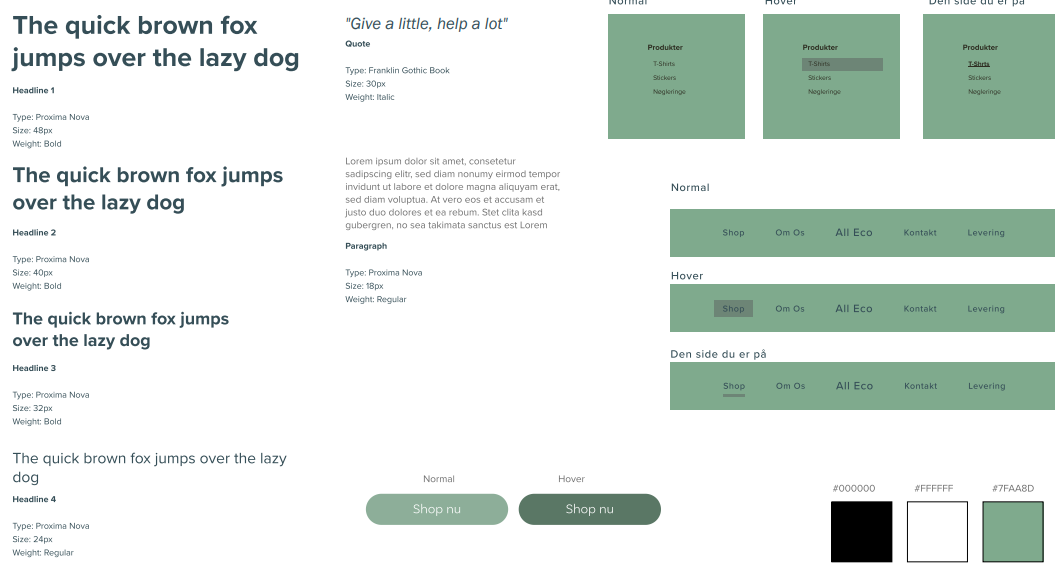 The quick brown fox
jumps over the lazy dog
Headline 1
Type: Proxima Nova
Size: 48px
Weight: Bold
The quick brown fox jumps
over the lazy dog
Headline 2
Type: Proxima Nova
Size: 40px
Weight: Bold
The quick brown fox jumps
over the lazy dog
Headline 3
Type: Proxima Nova
Size: 32px
Weight: Bold
The quick brown fox jumps over the lazy
dog
Headline 4
Type: Proxima Nova
Size: 24px
Weight: Regular
"Give a little, help a lot"
Quote
Type: Franklin Gothic Book
Size: 30px
Weight: Italic
Lorem ipsum dolor sit amet, consetetur
sadipscing elitr, sed diam nonumy eirmod tempor
invidunt ut labore et dolore magna aliquyam erat,
sed diam voluptua. At vero eos et accusam et
justo duo dolores et ea rebum. Stet clita kasd
gubergren, no sea takimata sanctus est Lorem
Paragraph
Type: Proxima Nova
Size: 18px
Weight: Regular
Normal
Shop nu
Hover
Shop nu
Normal
Produkter
T-Shirts
Stickers
Nøgleringe
Hover
Produkter
T-Shirts
Stickers
Nøgleringe
Den side du er på
Produkter
T-Shirts
Stickers
Nøgleringe
Normal
Shop Om Os All Eco Kontakt Levering
Hover
Shop Om Os All Eco Kontakt Levering
Den side du er på
Shop Om Os All Eco Kontakt Levering
#000000 #FFFFFF #7FAA8D